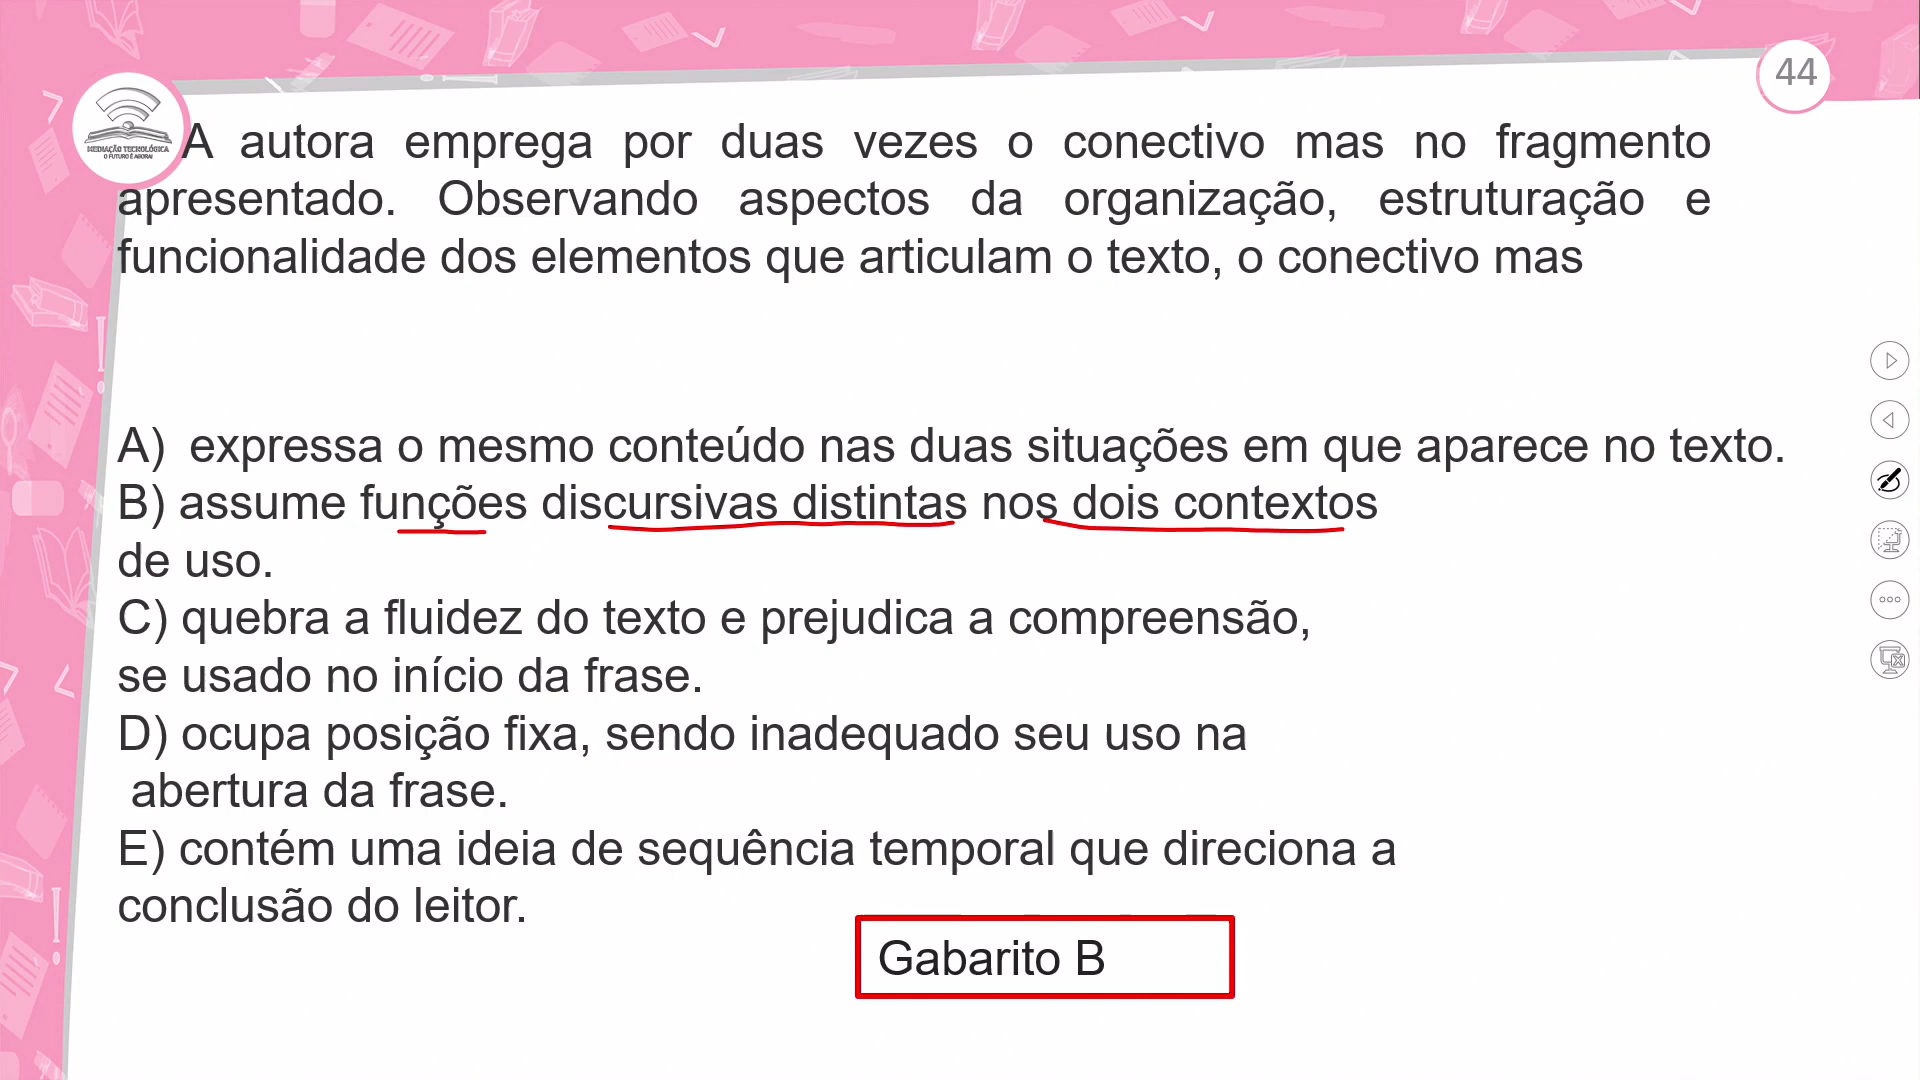 44
MEDIAÇÃO TECNOLÓGICA
O FUTURO É AGORA!
A autora emprega por duas vezes o conectivo mas no fragmento
apresentado. Observando aspectos da organização, estruturação e
funcionalidade dos elementos que articulam o texto, o conectivo mas
A) expressa o mesmo conteúdo nas duas situações em que aparece no texto.
B) assume funções discursivas distintas nos dois contextos
de uso.
C) quebra a fluidez do texto e prejudica a compreensão,
se usado no início da frase.
D) ocupa posição fixa, sendo inadequado seu uso na
abertura da frase.
E) contém uma ideia de sequência temporal que direciona a
conclusão do leitor.
Gabarito B